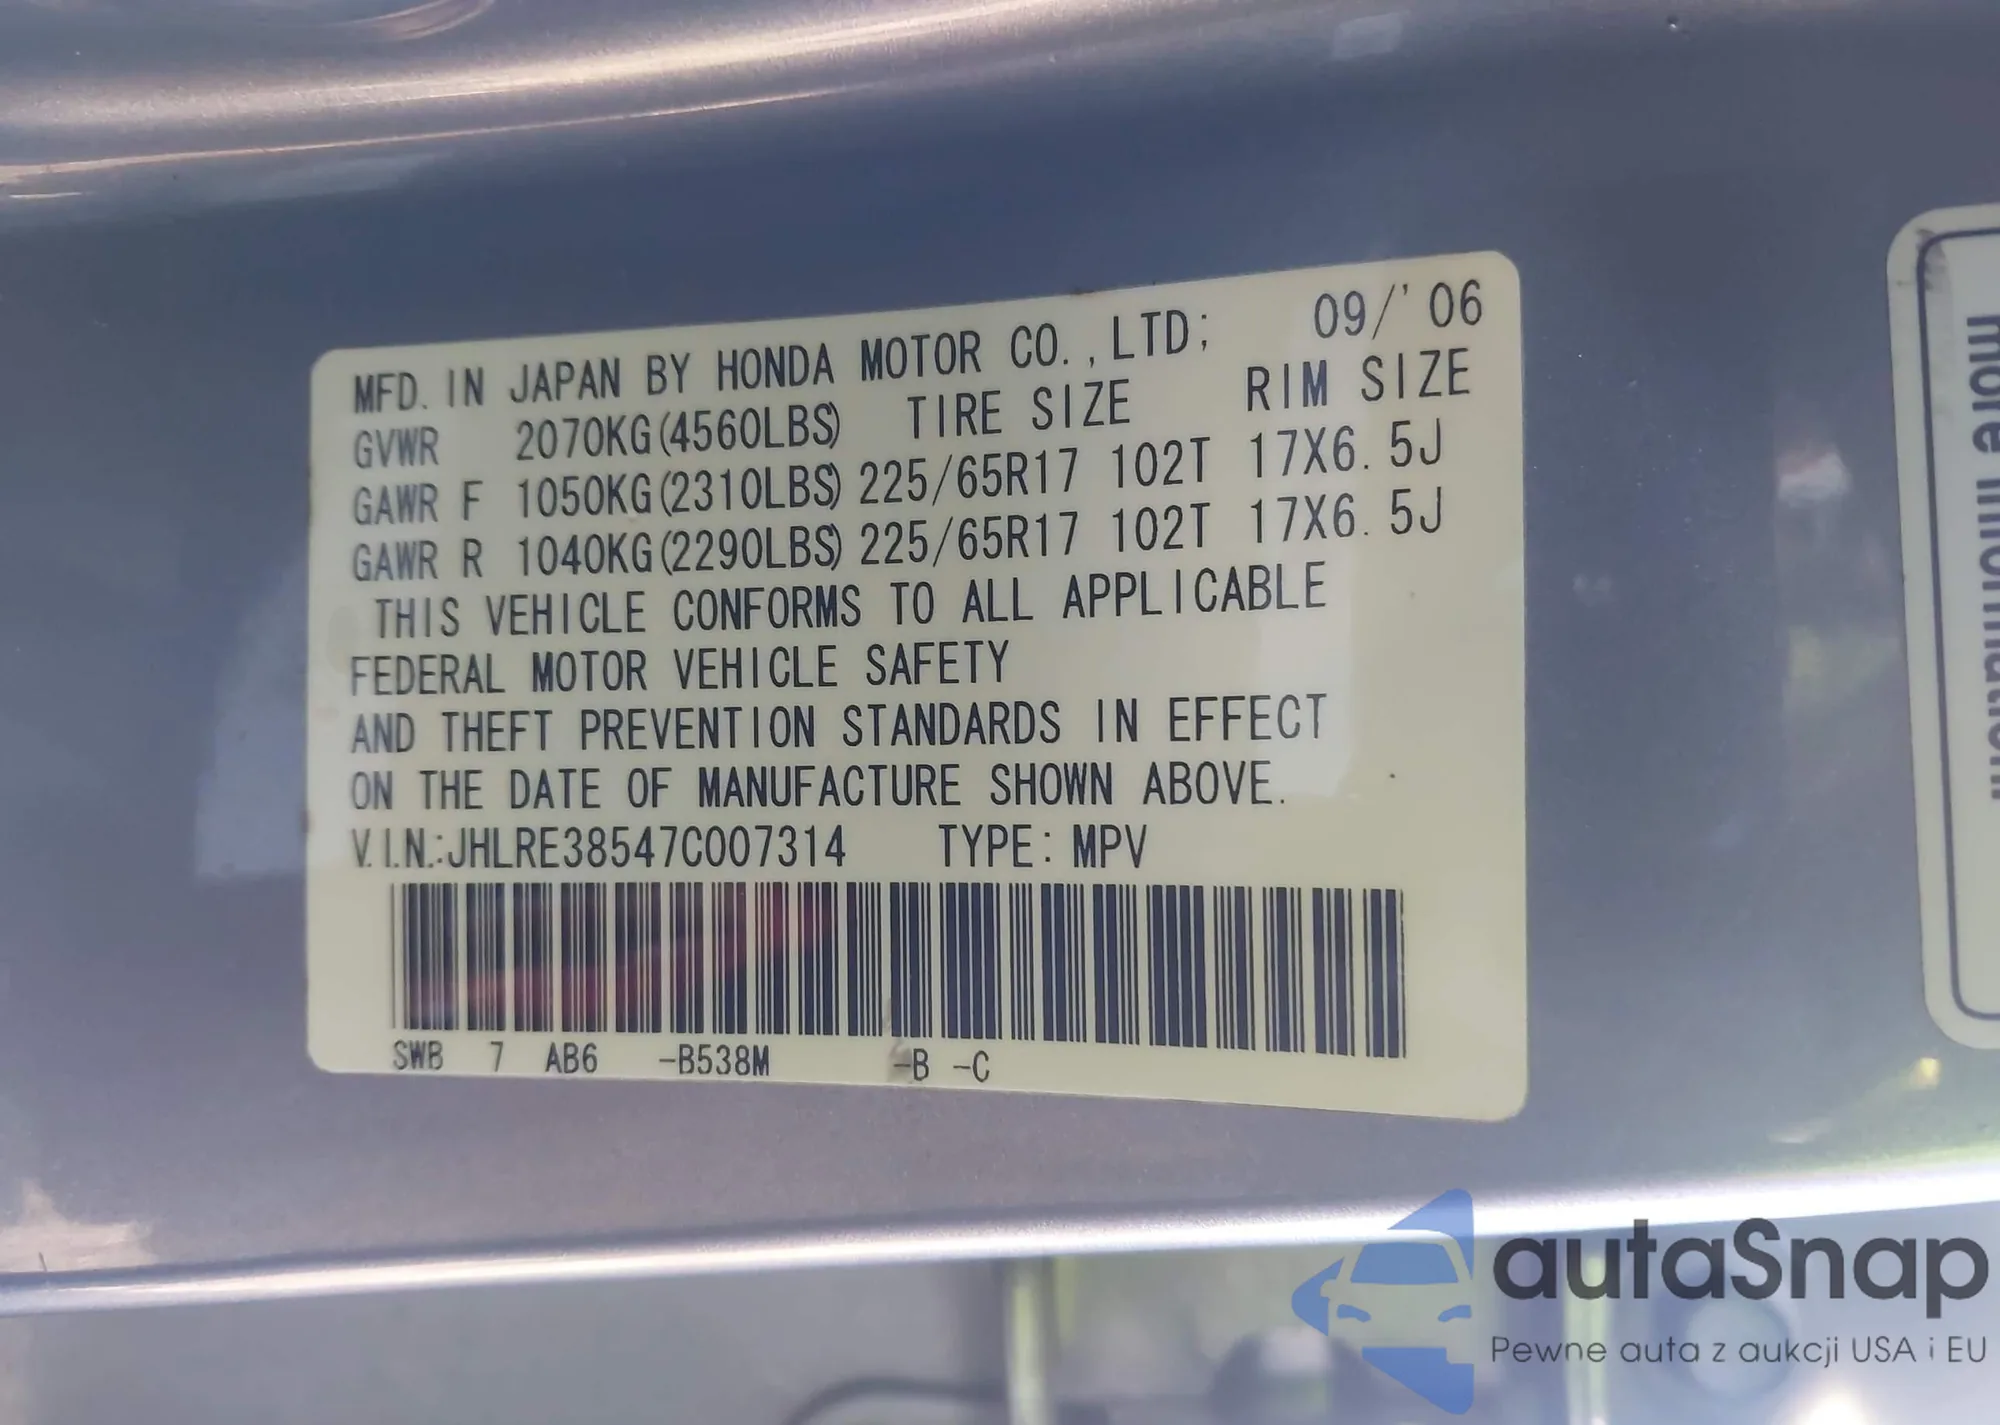 MFD. IN JAPAN BY HONDA MOTOR CO.,LTD; 09/'06
GVWR 2070KG(4560LBS) TIRE SIZE RIM SIZE
GAWR F 1050KG(2310LBS) 225/65R17 102T 17X6.5J
GAWR R 1040KG(2290LBS) 225/65R17 102T 17X6.5J
THIS VEHICLE CONFORMS TO ALL APPLICABLE
FEDERAL MOTOR VEHICLE SAFETY
AND THEFT PREVENTION STANDARDS IN EFFECT
ON THE DATE OF MANUFACTURE SHOWN ABOVE.
V.I.N.:JHLRE38547C007314 TYPE: MPV
SWB 7 AB6 -B538M -B -C
more information.
autaSnap
Pewne auta z aukcji USA i EU